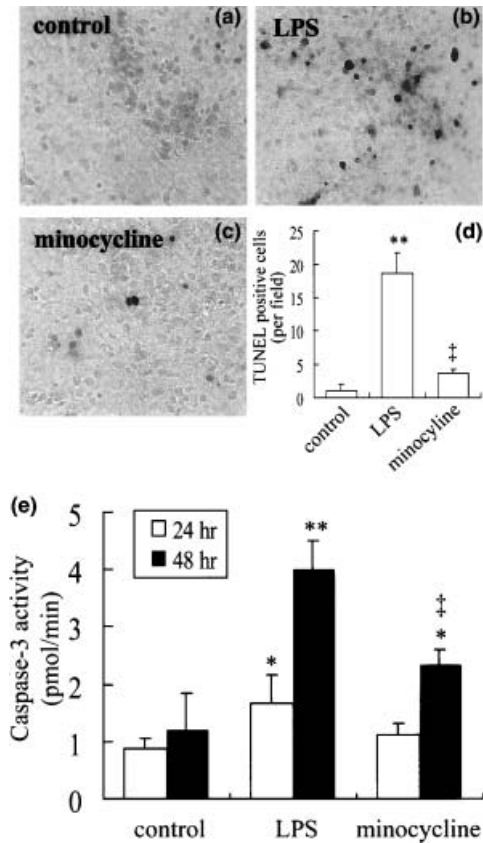 (a)
control
(b)
LPS
(c)
minocycline
(d)
TUNEL positive cells
(per field)
25
20
15
10
5
0
**
‡
control
LPS
minocyline
(e)
Caspase-3 activity
(pmol/min)
5
4
3
2
1
0
24 hr
48 hr
*
**
‡
*
control
LPS
minocycline